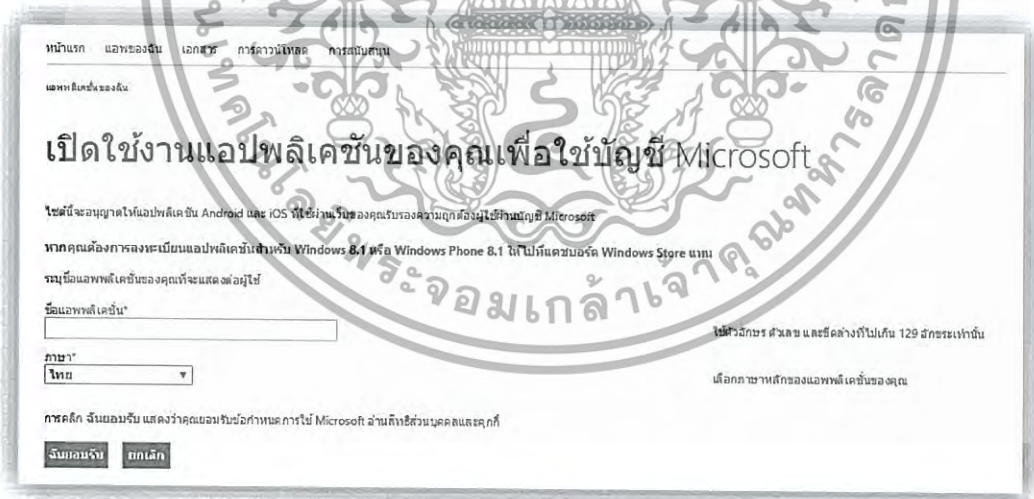 หน้าแรก แอพของฉัน เอกสาร การดาวน์โหลด การสนับสนุน
แอพพลิเคชั่นของฉัน
เปิดใช้งานแอปพลิเคชันของคุณเพื่อใช้บัญชี Microsoft
ไซต์นี้จะอนุญาตให้แอปพลิเคชัน Android และ iOS ที่ใช้ผ่านเว็บของคุณรับรองความถูกต้องผู้ใช้ผ่านบัญชี Microsoft
หากคุณต้องการลงทะเบียนแอปพลิเคชันสำหรับ Windows 8.1 หรือ Windows Phone 8.1 ให้ไปที่แดชบอร์ด Windows Store แทน
ระบุชื่อแอพพลิเคชั่นของคุณที่จะแสดงต่อผู้ใช้
ชื่อแอพพลิเคชั่น*
ใช้ตัวอักษร ตัวเลข และขีดล่างที่ไม่เกิน 129 อักขระเท่านั้น
ภาษา*
ไทย
เลือกภาษาหลักของแอพพลิเคชั่นของคุณ
การคลิก ฉันยอมรับ แสดงว่าคุณยอมรับข้อกำหนดการใช้ Microsoft อ่านสิทธิส่วนบุคคลและคุกกี้
ฉันยอมรับ ยกเลิก